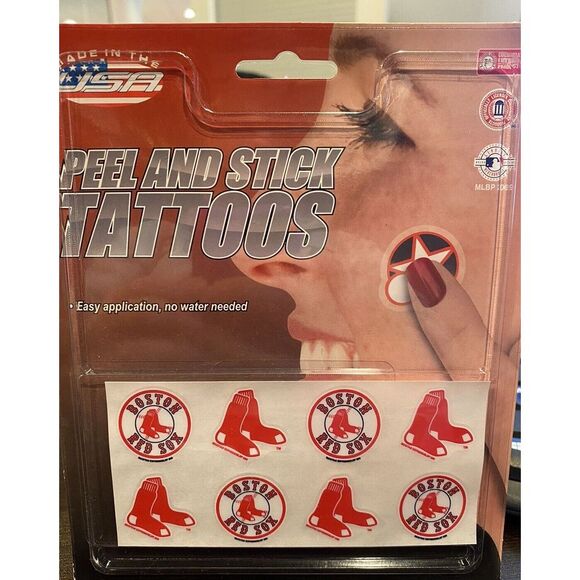 MADE IN THE
USA
PEEL AND STICK
TATTOOS
• Easy application, no water needed
MLBP
BOSTON
RED SOX
BOSTON
RED SOX
TM
BOSTON
RED SOX
BOSTON
RED SOX